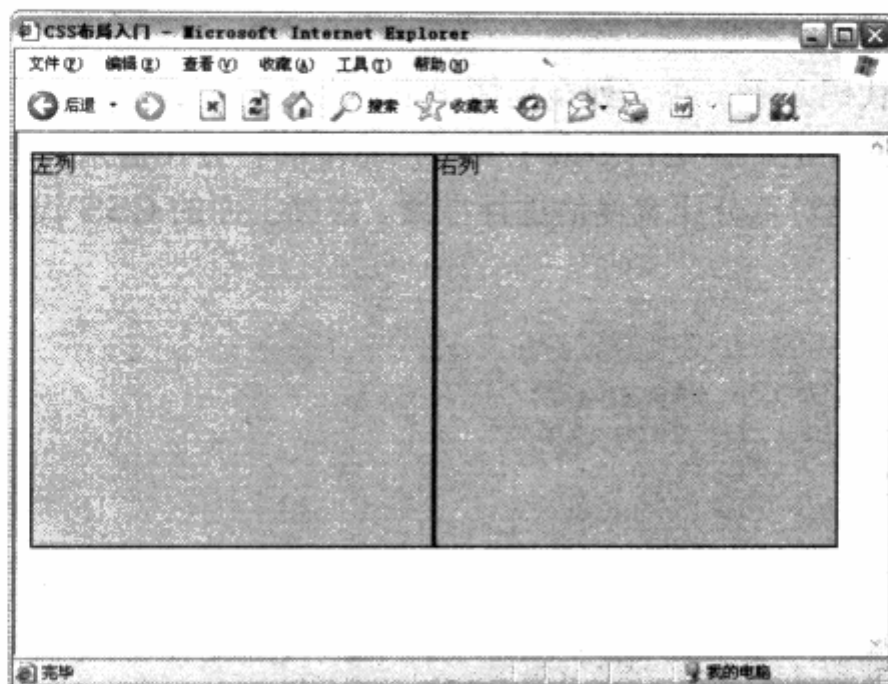 CSS布局入门 - Microsoft Internet Explorer
文件(F) 编辑(E) 查看(V) 收藏(A) 工具(T) 帮助(H)
后退 搜索 收藏夹
左列 右列
完毕 我的电脑